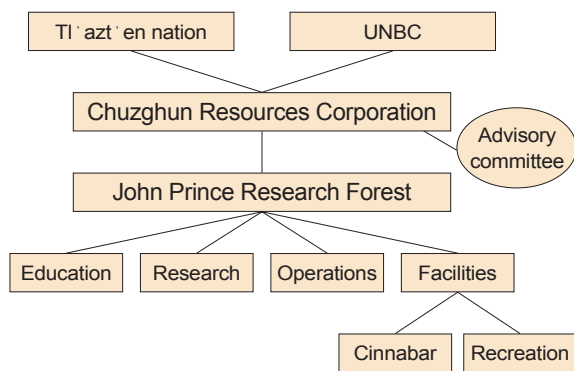 Tl'azt'en nation
UNBC
Chuzghun Resources Corporation
Advisory
committee
John Prince Research Forest
Education
Research
Operations
Facilities
Cinnabar
Recreation